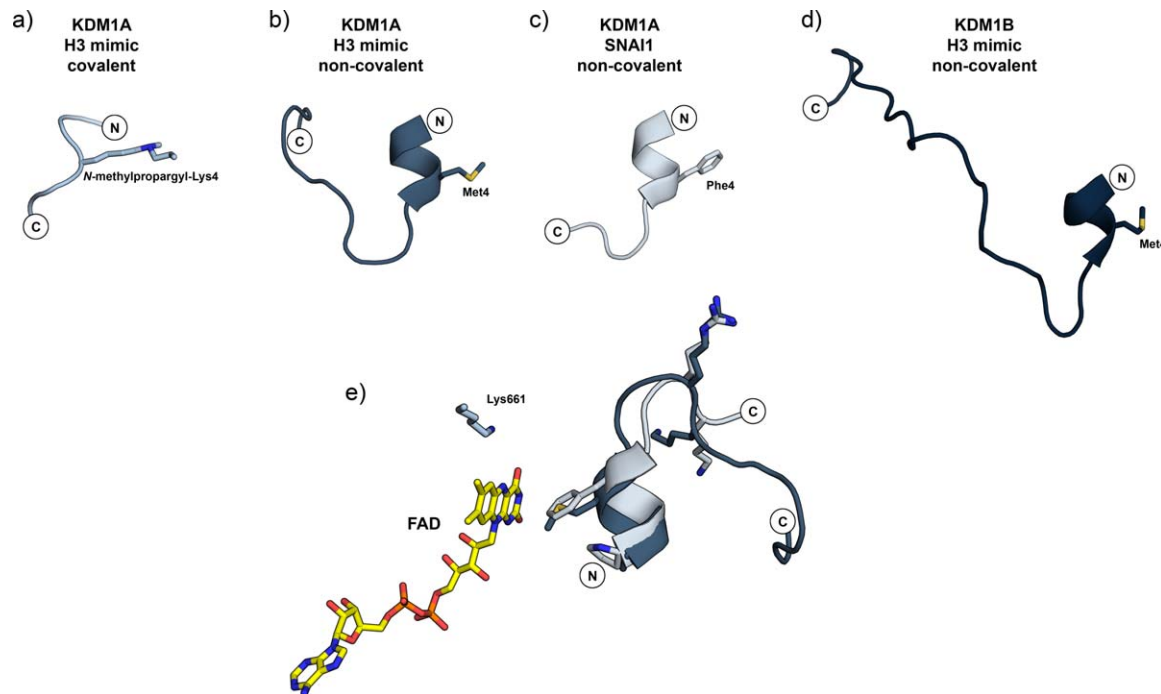 a)
KDM1A
H3 mimic
covalent
N
N-methylpropargyl-Lys4
C
b)
KDM1A
H3 mimic
non-covalent
N
C
Met4
c)
KDM1A
SNAI1
non-covalent
N
Phe4
C
d)
KDM1B
H3 mimic
non-covalent
C
N
Met4
e)
Lys661
FAD
C
C
N